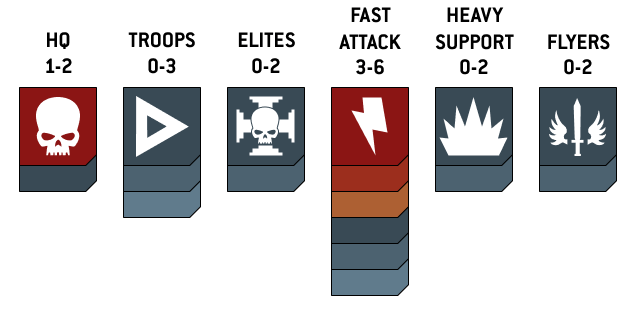 HQ
1-2
TROOPS
0-3
ELITES
0-2
FAST
ATTACK
3-6
HEAVY
SUPPORT
0-2
FLYERS
0-2